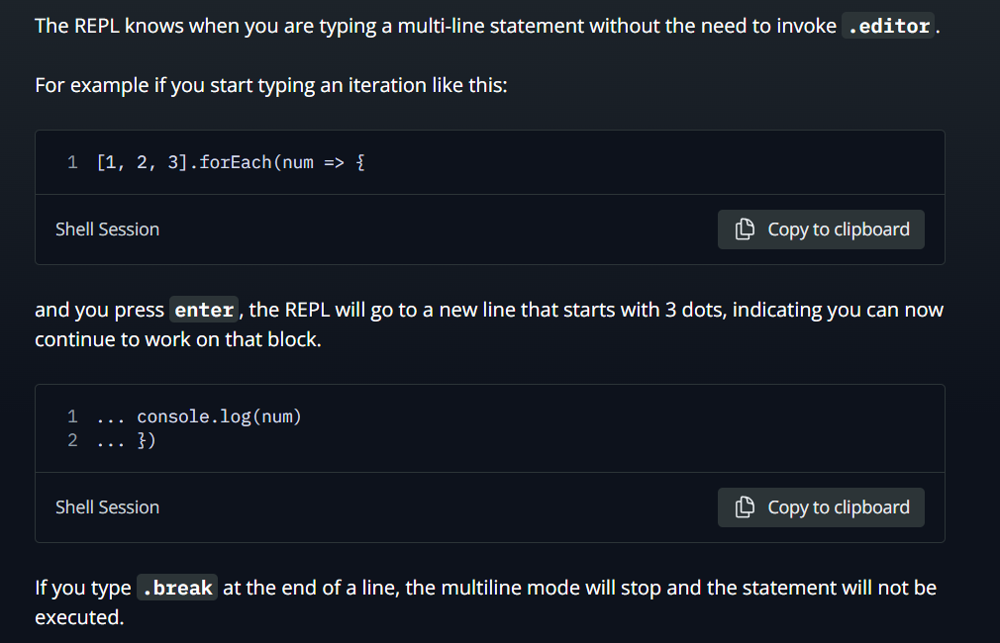 The REPL knows when you are typing a multi-line statement without the need to invoke .editor.
For example if you start typing an iteration like this:
1 [1, 2, 3].forEach(num => {
Shell Session
Copy to clipboard
and you press enter, the REPL will go to a new line that starts with 3 dots, indicating you can now
continue to work on that block.
1 ... console.log(num)
2 ... })
Shell Session
Copy to clipboard
If you type .break at the end of a line, the multiline mode will stop and the statement will not be
executed.